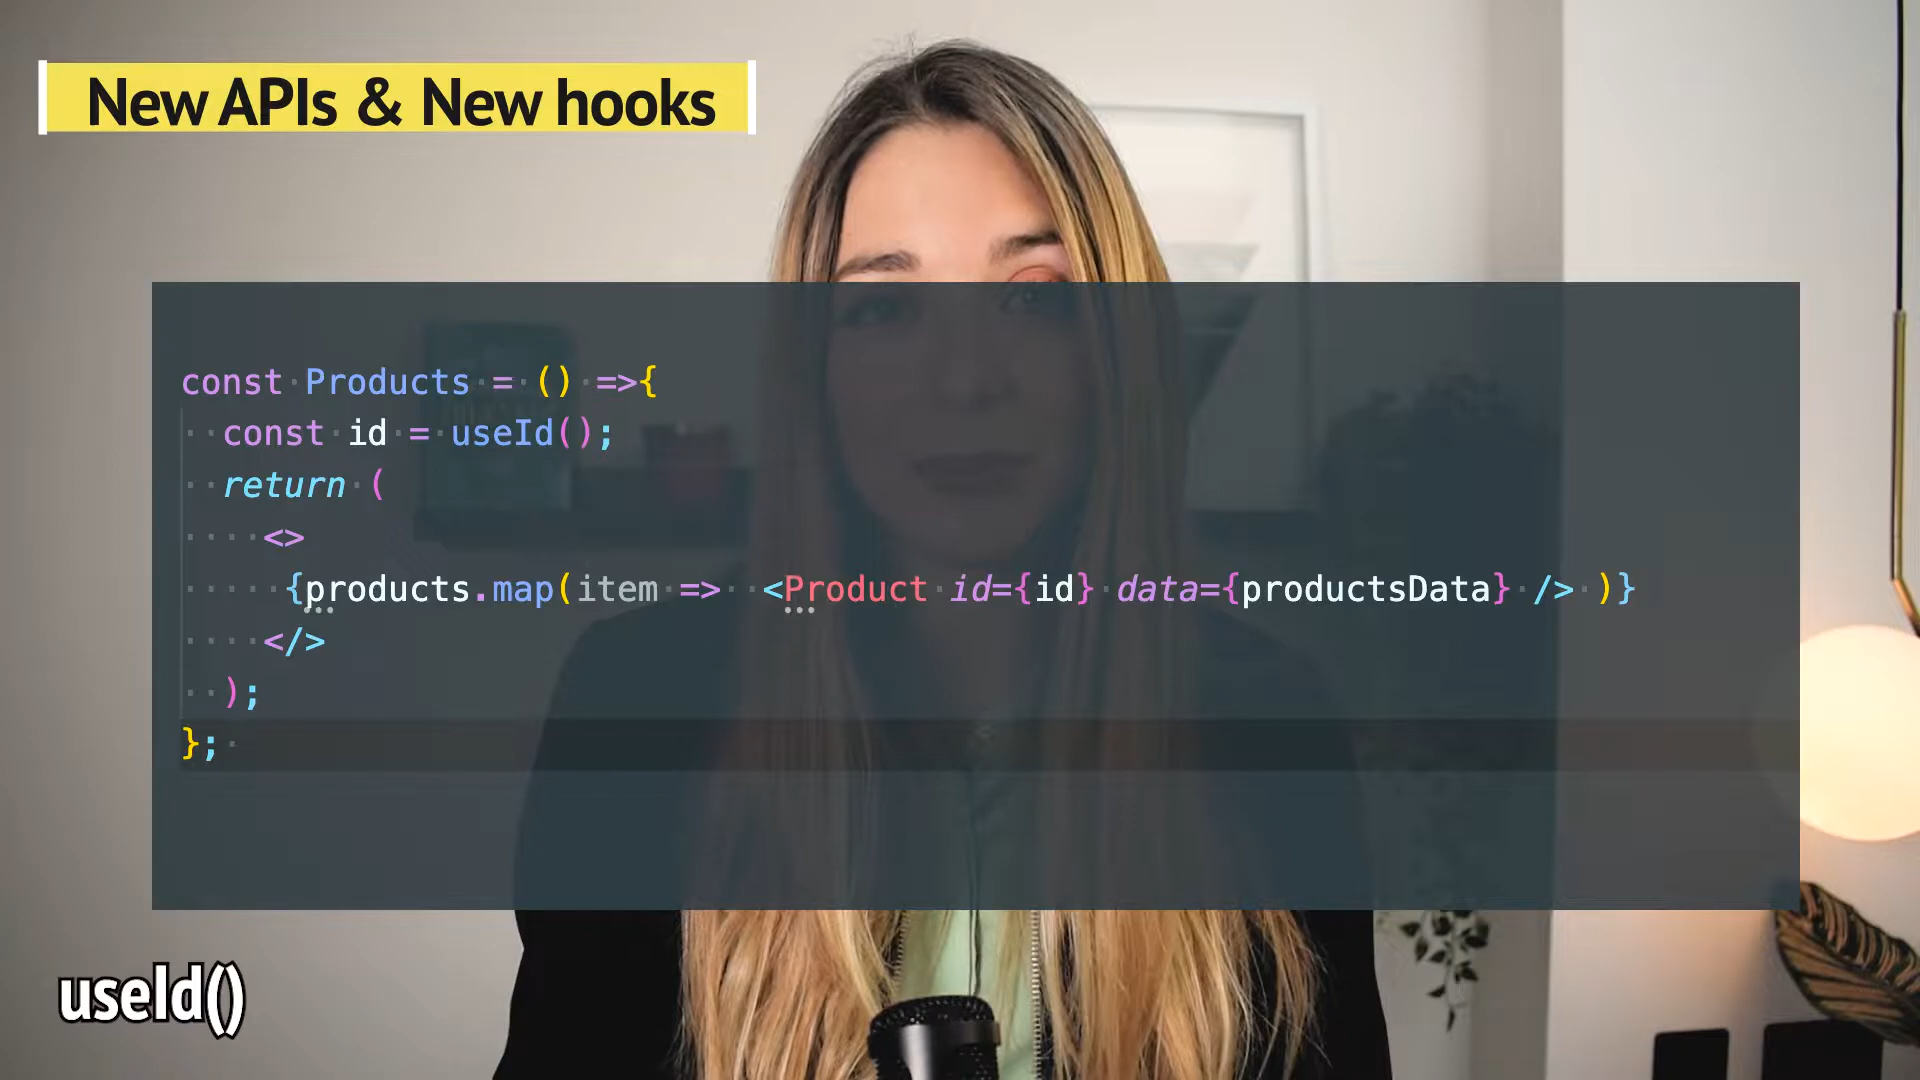 New APIs & New hooks
const Products = () =>{
const id = useId();
return (
<>
{products.map(item => <Product id={id} data={productsData} /> )}
</>
);
};
useId()